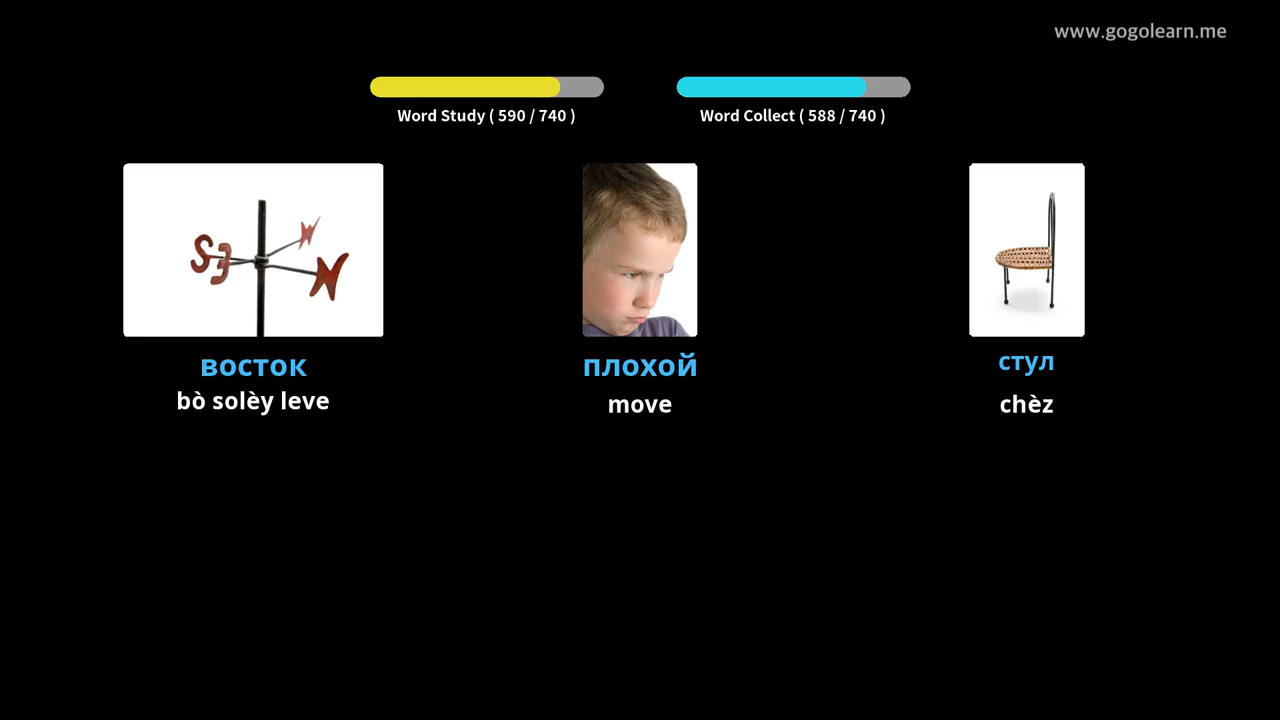 www.gogolearn.me
Word Study ( 590 / 740 )
Word Collect ( 588 / 740 )
S
E
N
W
восток
bò solèy leve
плохой
move
стул
chèz